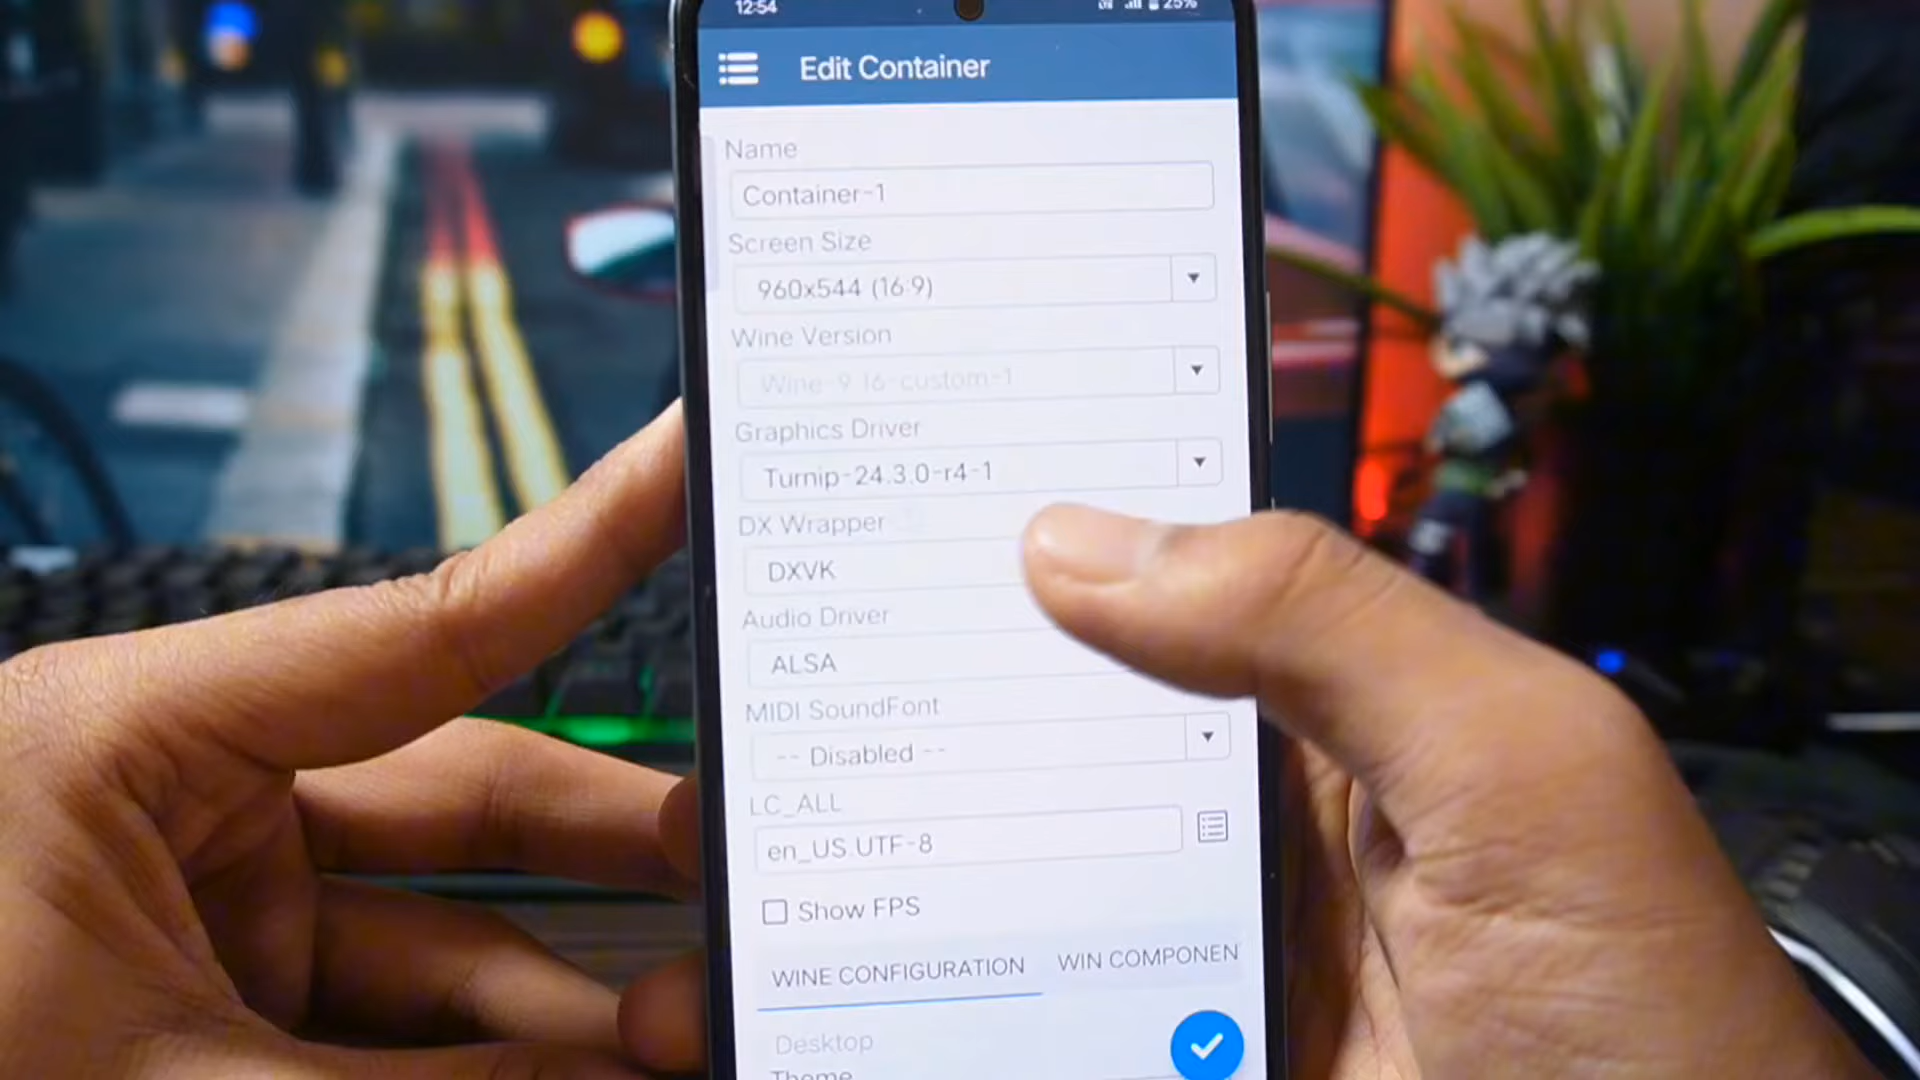 12:54
25%
Edit Container
Name
Container-1
Screen Size
960x544 (16:9)
Wine Version
Wine-9.16-custom-1
Graphics Driver
Turnip-24.3.0-r4-1
DX Wrapper
DXVK
Audio Driver
ALSA
MIDI SoundFont
-- Disabled --
LC_ALL
en_US.UTF-8
Show FPS
WINE CONFIGURATION
WIN COMPONEN
Desktop
Theme